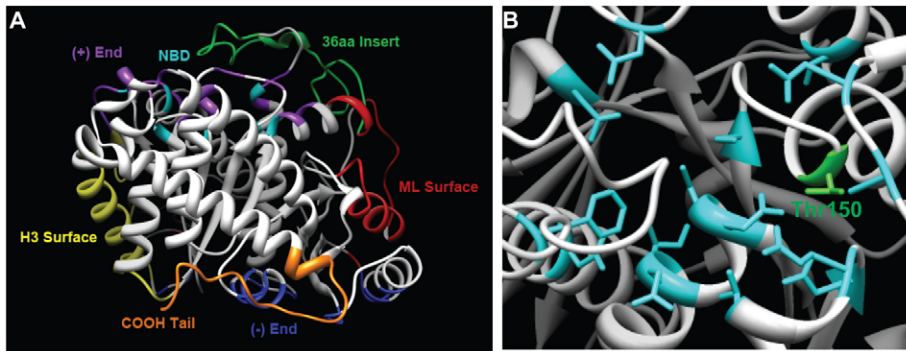 A
(+) End
NBD
36aa Insert
ML Surface
H3 Surface
COOH Tail
(-) End
B
Thr150